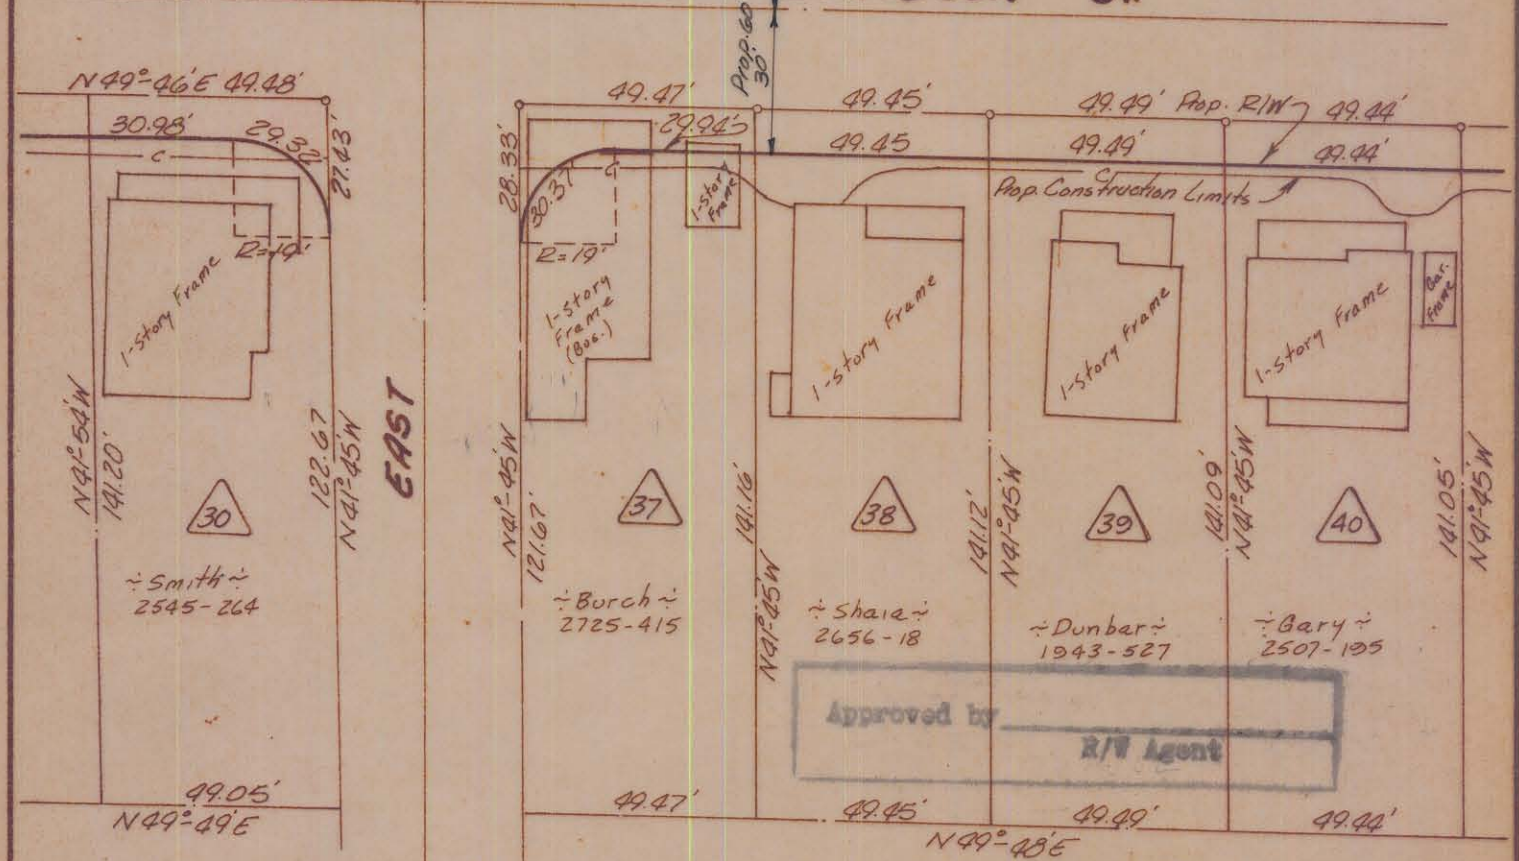 Prop. 60'
30'
N49°-46'E 49.48'
49.47'
49.45'
49.49'
Prop. R/W
49.44'
30.98'
29.32'
27.43'
28.33'
30.37'
29.94'
49.45
49.49'
49.44'
C
C
C
Prop. Construction Limits
R=19'
R=19'
1-Story Frame
1-Story
Frame
(Bus.)
1-Story
Frame
1-Story Frame
1-Story Frame
1-Story Frame
Gar.
Frame
EAST
N41°-54'W
141.20'
122.67
N41°-45'W
N41°-45'W
121.67'
141.16'
N41°-45'W
141.12'
N41°-45'W
141.09'
N41°-45'W
141.05'
N41°-45'W
30
37
38
39
40
Smith
2545-264
Burch
2725-415
Shaia
2656-18
Dunbar
1943-527
Gary
2507-195
Approved by
R/W Agent
49.05'
N49°-49'E
49.47'
49.45'
49.49'
49.44'
N49°-48'E